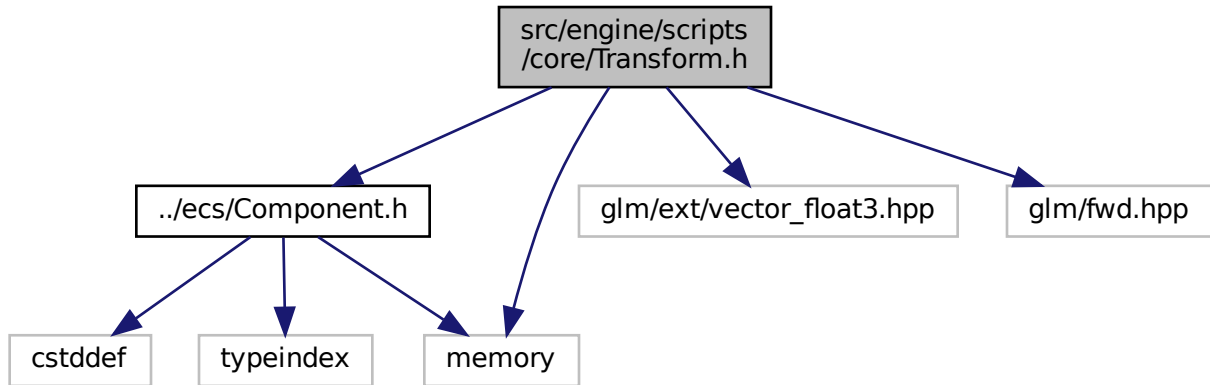 src/engine/scripts
/core/Transform.h
../ecs/Component.h
glm/ext/vector_float3.hpp
glm/fwd.hpp
cstddef
typeindex
memory